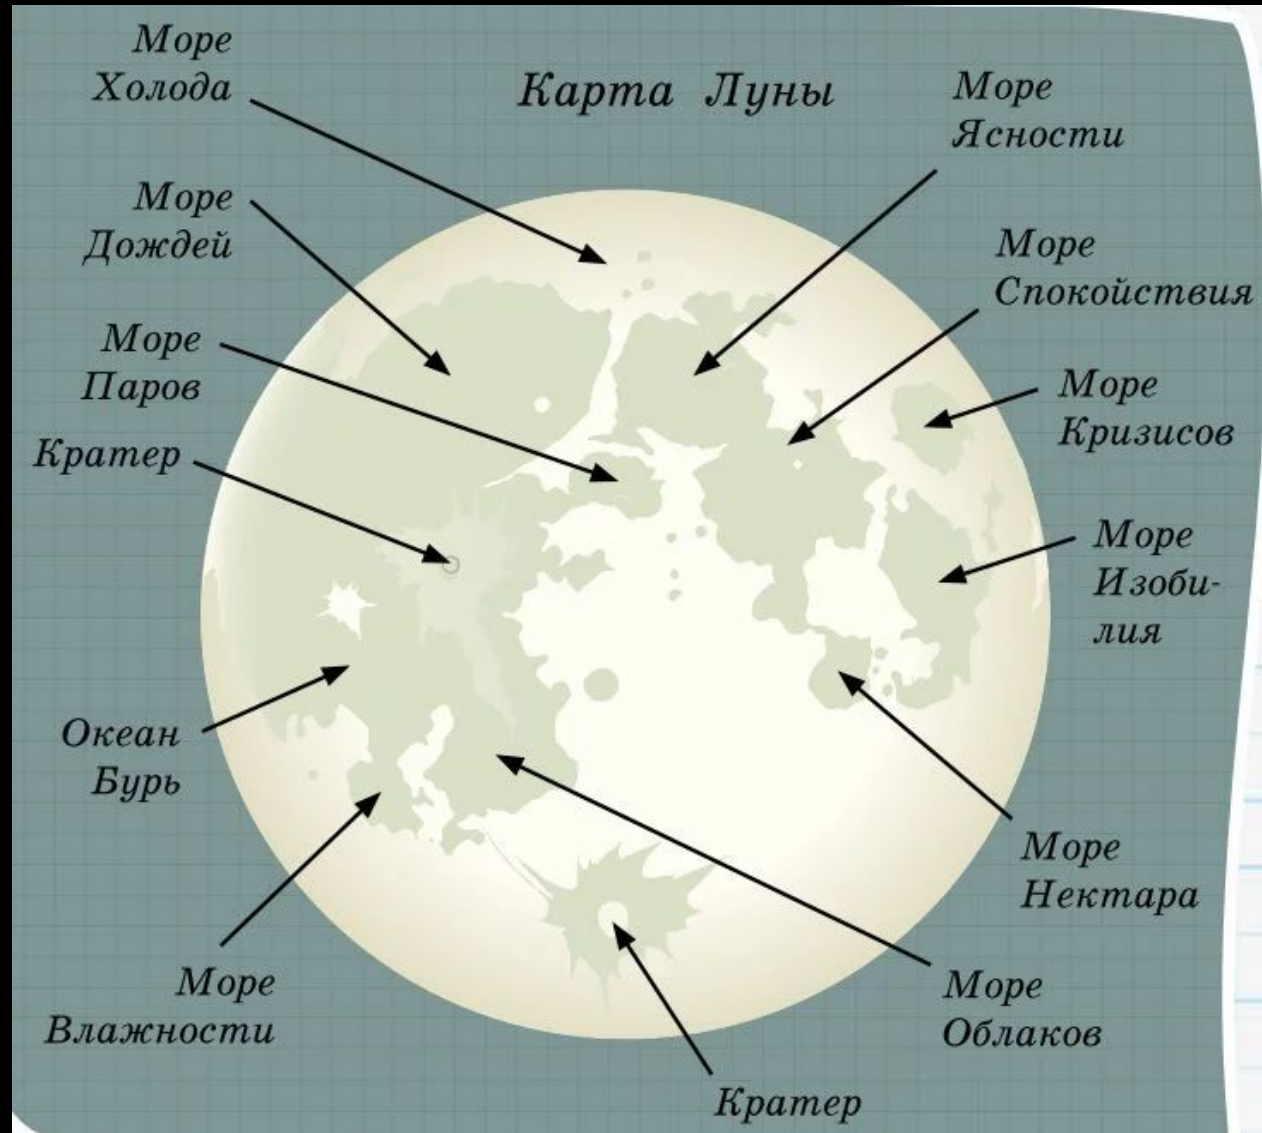 Море
Холода
Карта Луны
Море
Ясности
Море
Дождей
Море
Спокойствия
Море
Паров
Море
Кризисов
Кратер
Море
Изоби-
лия
Океан
Бурь
Море
Нектара
Море
Влажности
Море
Облаков
Кратер